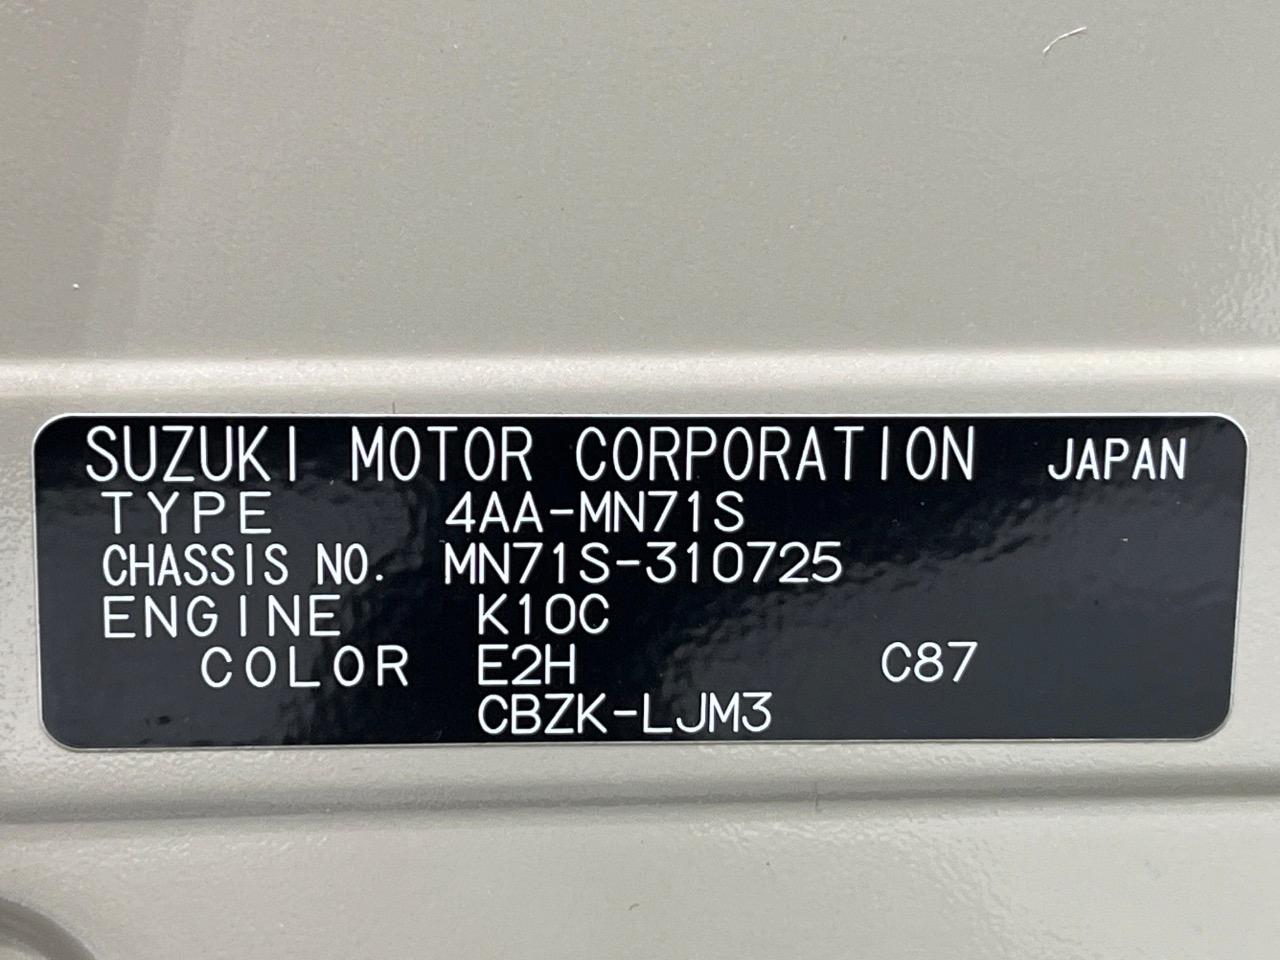 SUZUKI MOTOR CORPORATION JAPAN
TYPE 4AA-MN71S
CHASSIS NO. MN71S-310725
ENGINE K10C
COLOR E2H C87
CBZK-LJM3